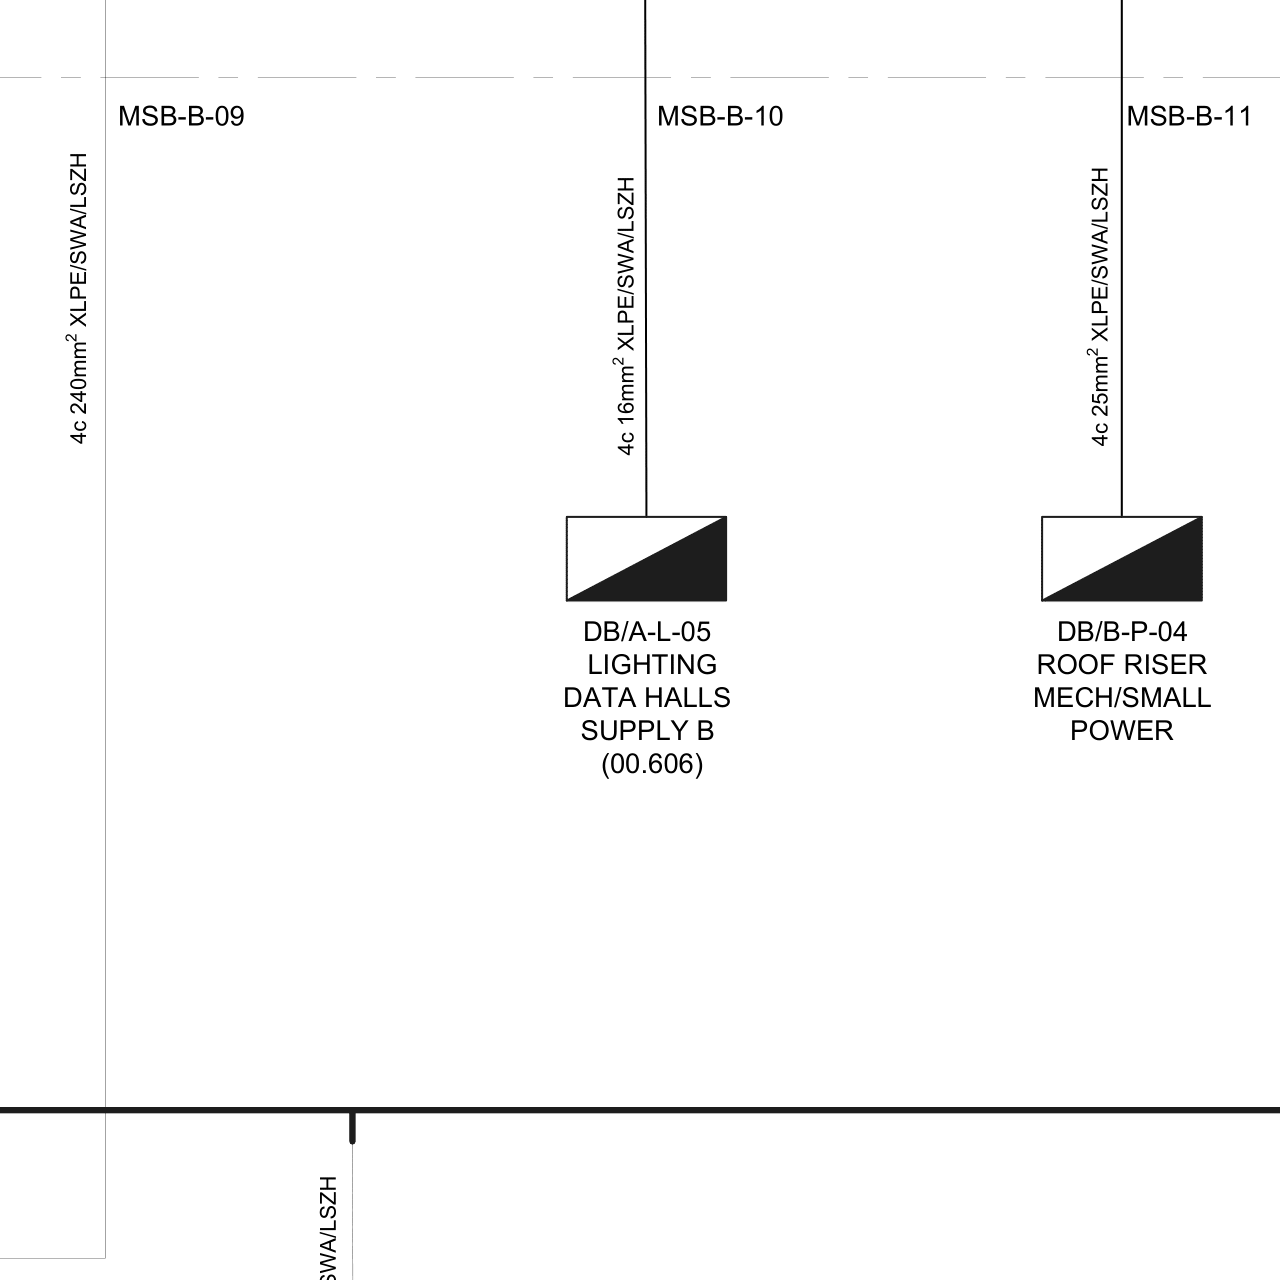 MSB-B-09
MSB-B-10
MSB-B-11
4c 240mm² XLPE/SWA/LSZH
4c 16mm² XLPE/SWA/LSZH
4c 25mm² XLPE/SWA/LSZH
DB/A-L-05
LIGHTING
DATA HALLS
SUPPLY B
(00.606)
DB/B-P-04
ROOF RISER
MECH/SMALL
POWER
SWA/LSZH